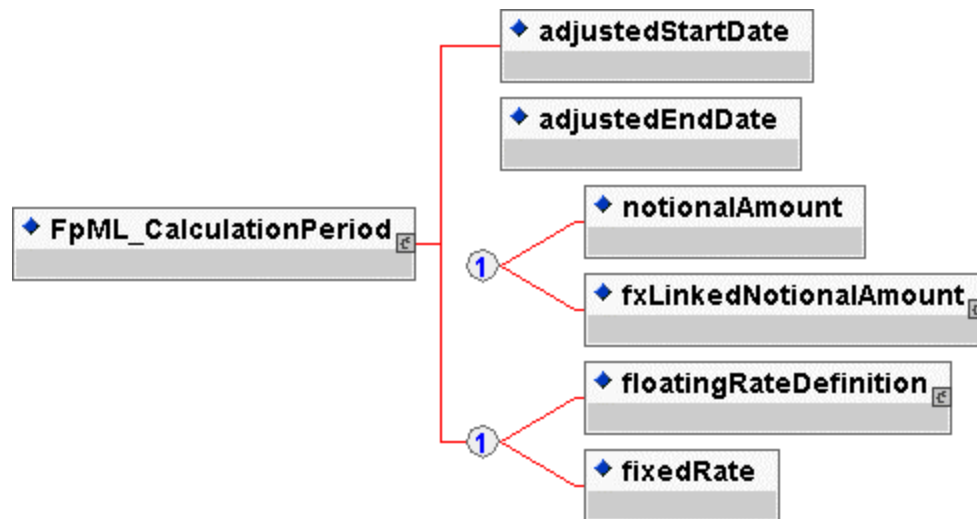 adjustedStartDate
adjustedEndDate
notionalAmount
FpML_CalculationPeriod
1
fxLinkedNotionalAmount
floatingRateDefinition
1
fixedRate